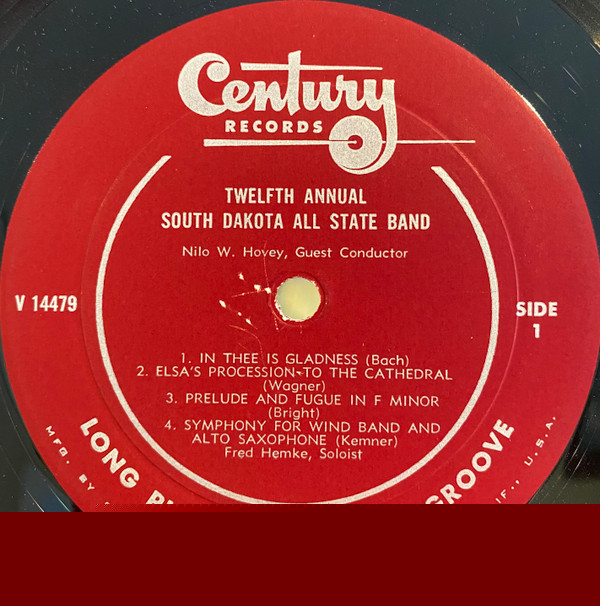 Century
RECORDS
TWELFTH ANNUAL
SOUTH DAKOTA ALL STATE BAND
Nilo W. Hovey, Guest Conductor
V 14479
SIDE
1
1. IN THEE IS GLADNESS (Bach)
2. ELSA'S PROCESSION TO THE CATHEDRAL
(Wagner)
3. PRELUDE AND FUGUE IN F MINOR
(Bright)
4. SYMPHONY FOR WIND BAND AND
ALTO SAXOPHONE (Kemner)
Fred Hemke, Soloist
LONG GROOVE
MFG. BY U.S.A.